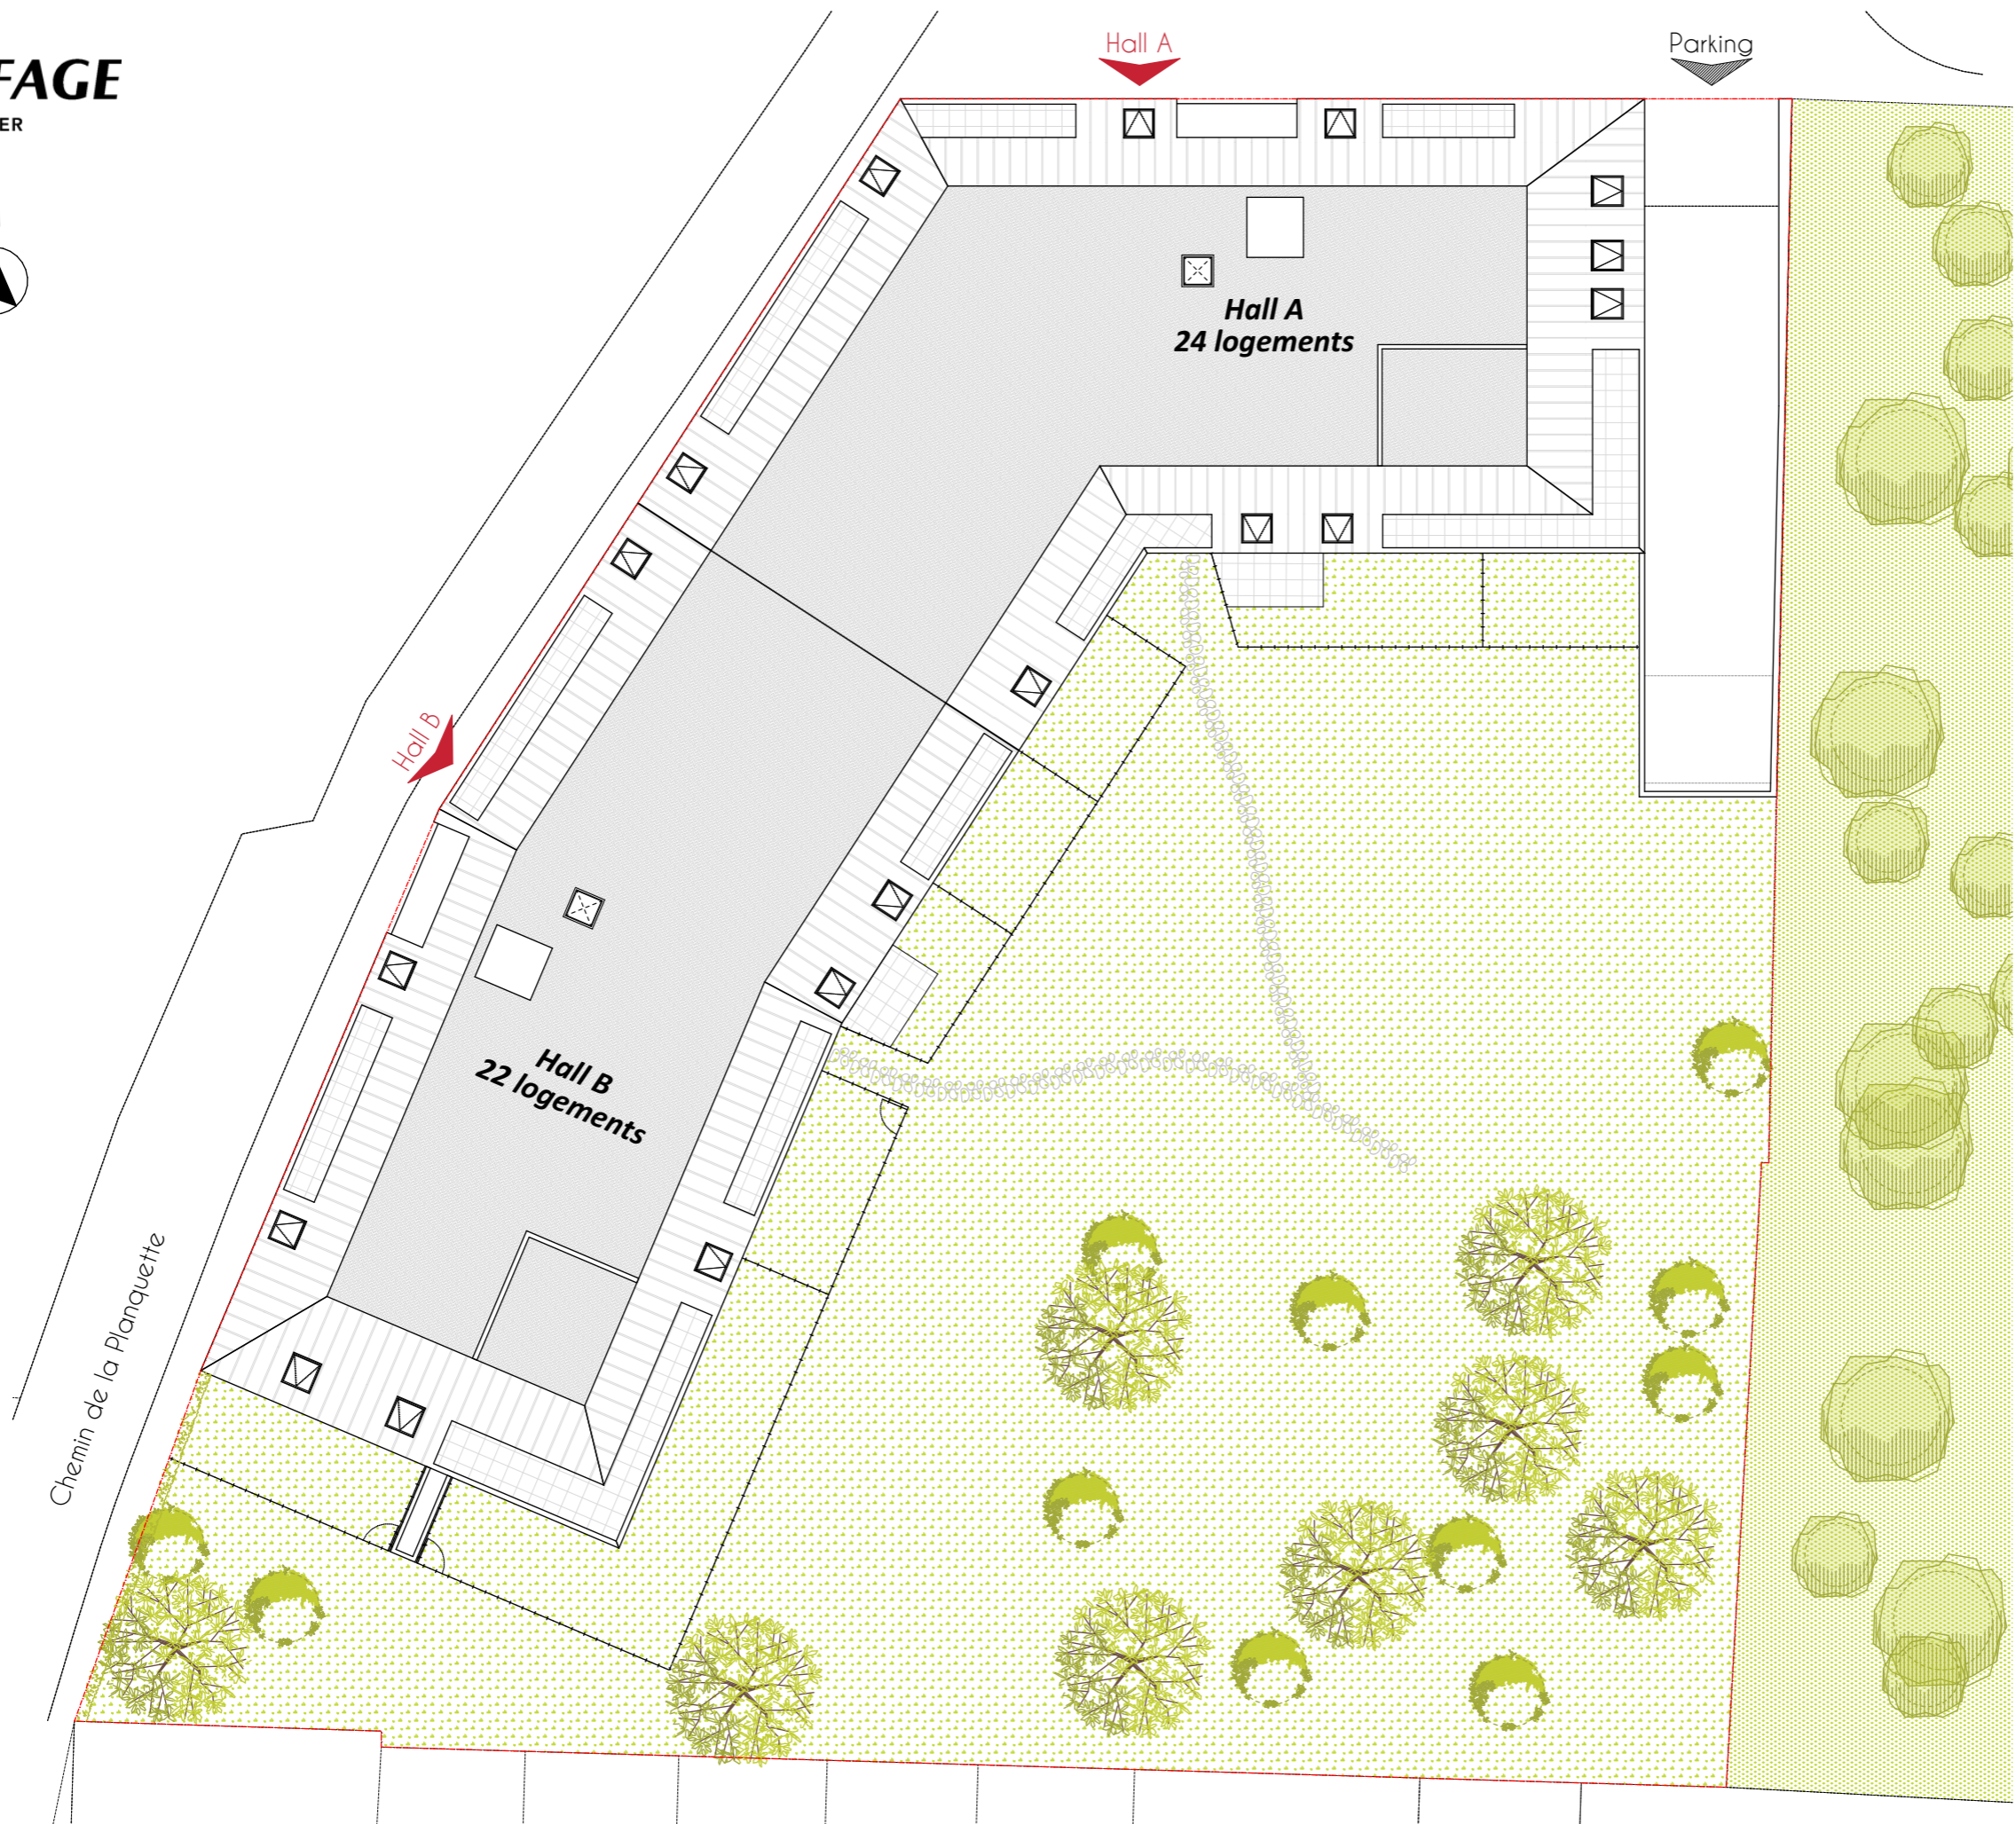 FAGE
ER
Hall A
Parking
Hall A
24 logements
Hall B
Hall B
22 logements
Chemin de la Planquette